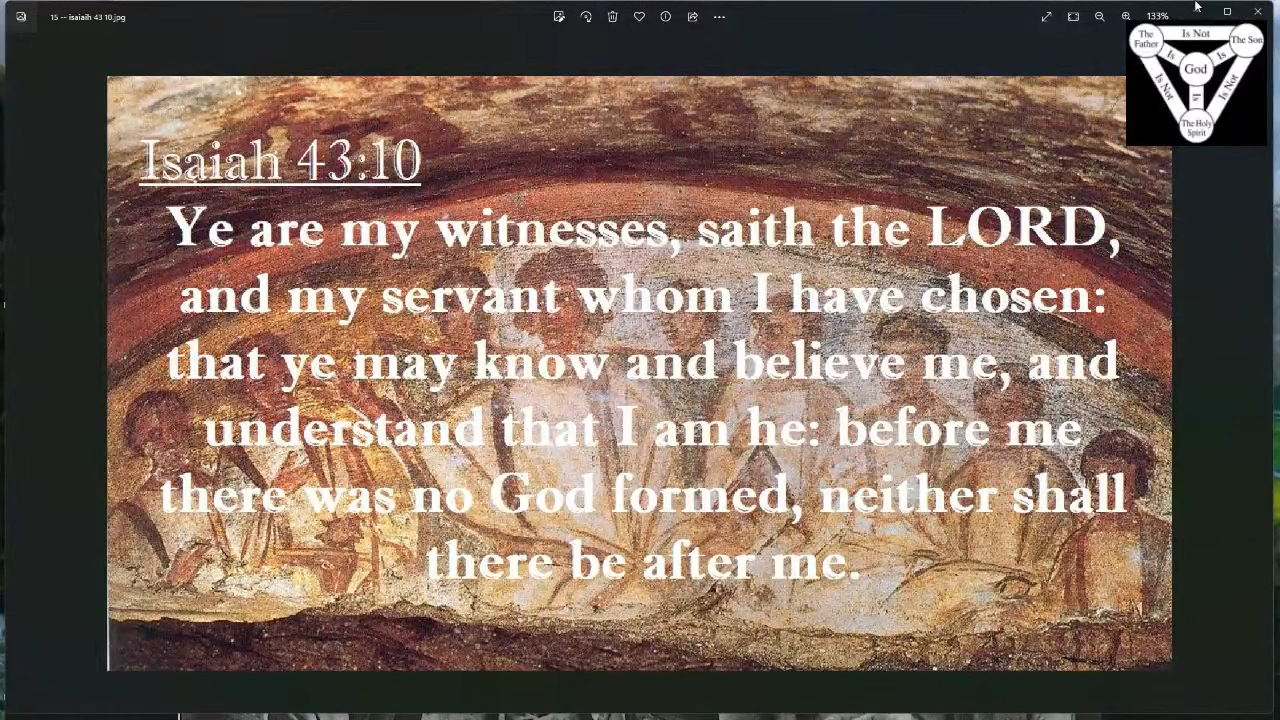 15 -- isaiah 43 10.jpg
133%
The Father
Is Not
The Son
Is
Is
God
Is Not
Is
Is Not
The Holy Spirit
Isaiah 43:10
Ye are my witnesses, saith the LORD,
and my servant whom I have chosen:
that ye may know and believe me, and
understand that I am he: before me
there was no God formed, neither shall
there be after me.